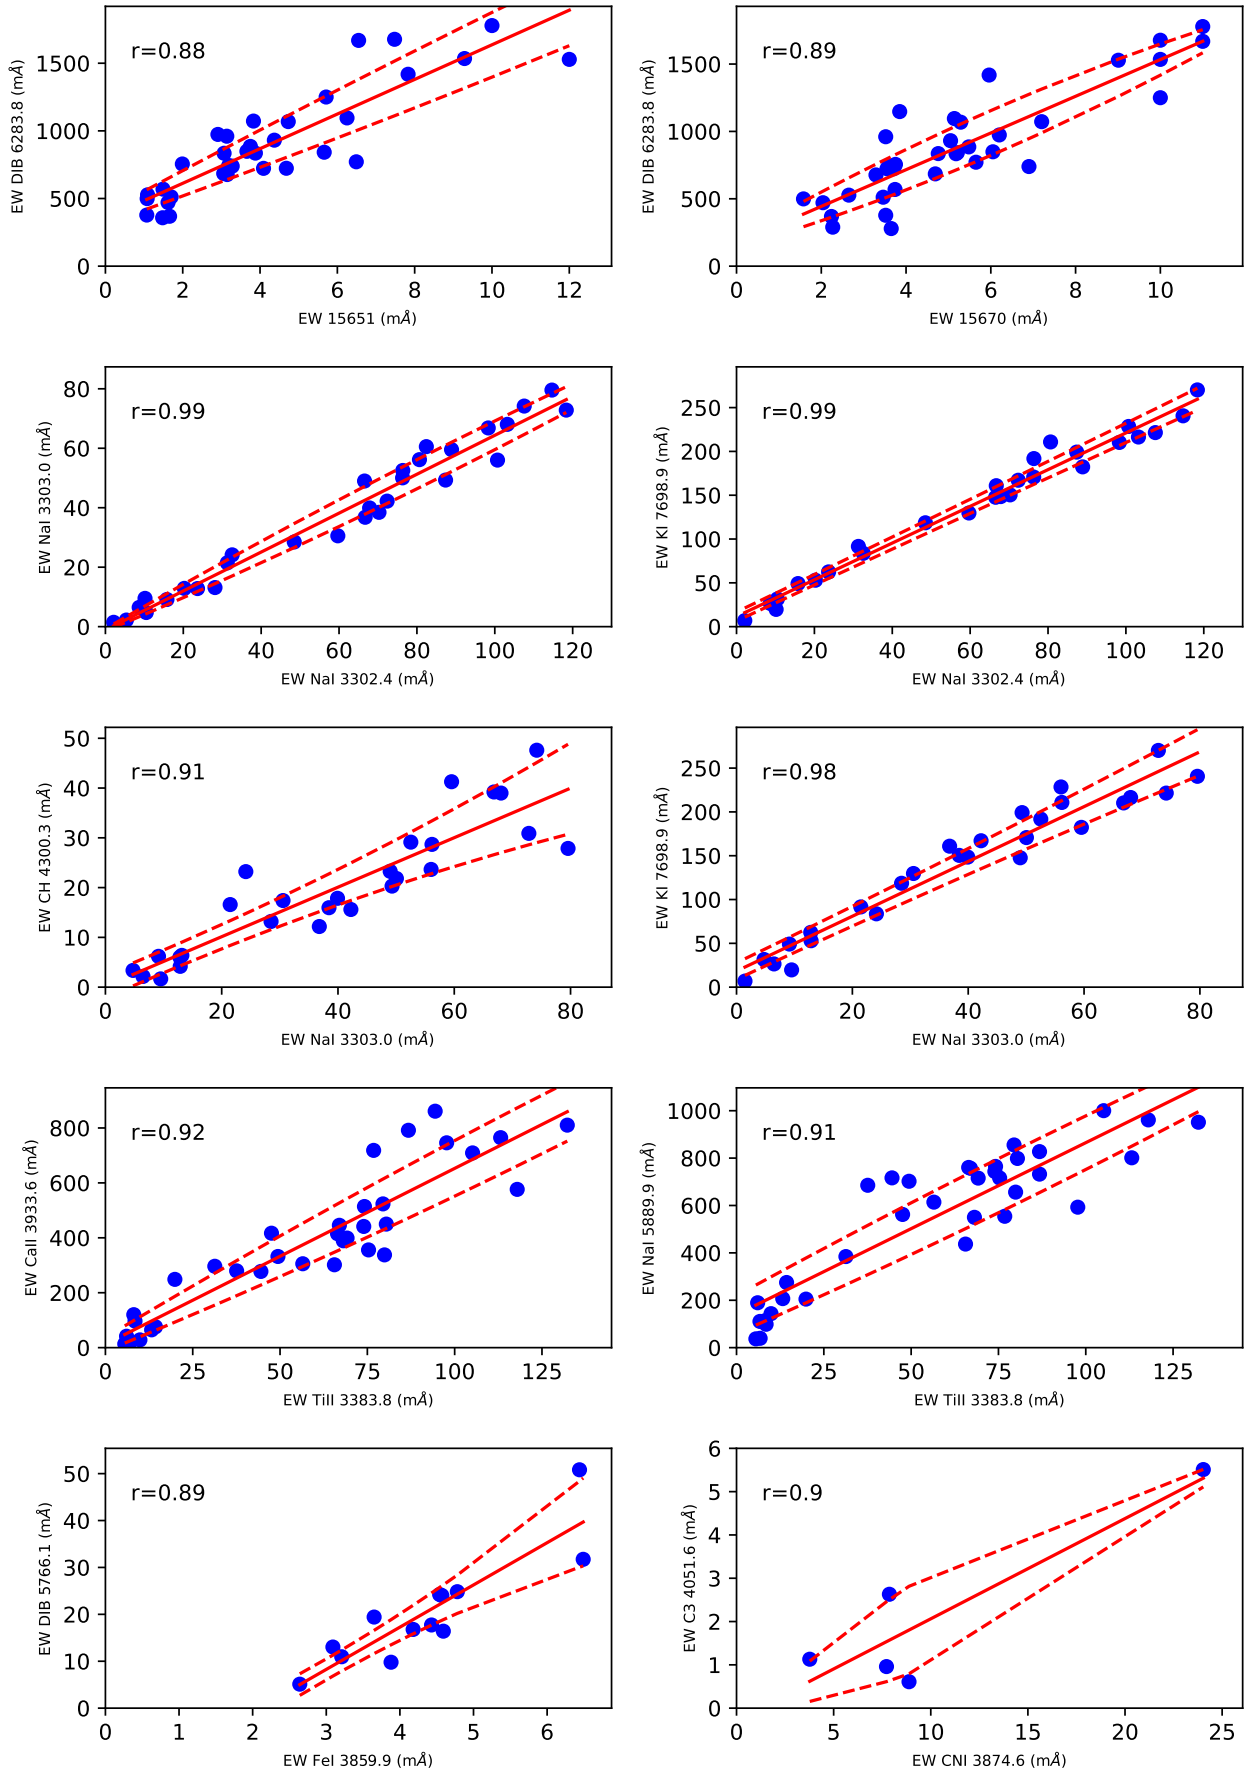 r=0.88
EW DIB 6283.8 (mÅ)
1500
1000
500
0
0 2 4 6 8 10 12
EW 15651 (mÅ)
r=0.89
EW DIB 6283.8 (mÅ)
1500
1000
500
0
0 2 4 6 8 10
EW 15670 (mÅ)
r=0.99
EW NaI 3303.0 (mÅ)
80
60
40
20
0
0 20 40 60 80 100 120
EW NaI 3302.4 (mÅ)
r=0.99
EW KI 7698.9 (mÅ)
250
200
150
100
50
0
0 20 40 60 80 100 120
EW NaI 3302.4 (mÅ)
r=0.91
EW CH 4300.3 (mÅ)
50
40
30
20
10
0
0 20 40 60 80
EW NaI 3303.0 (mÅ)
r=0.98
EW KI 7698.9 (mÅ)
250
200
150
100
50
0
0 20 40 60 80
EW NaI 3303.0 (mÅ)
r=0.92
EW CaII 3933.6 (mÅ)
800
600
400
200
0
0 25 50 75 100 125
EW TiII 3383.8 (mÅ)
r=0.91
EW NaI 5889.9 (mÅ)
1000
800
600
400
200
0
0 25 50 75 100 125
EW TiII 3383.8 (mÅ)
r=0.89
EW DIB 5766.1 (mÅ)
50
40
30
20
10
0
0 1 2 3 4 5 6
EW FeI 3859.9 (mÅ)
r=0.9
EW C3 4051.6 (mÅ)
6
5
4
3
2
1
0
0 5 10 15 20 25
EW CNI 3874.6 (mÅ)